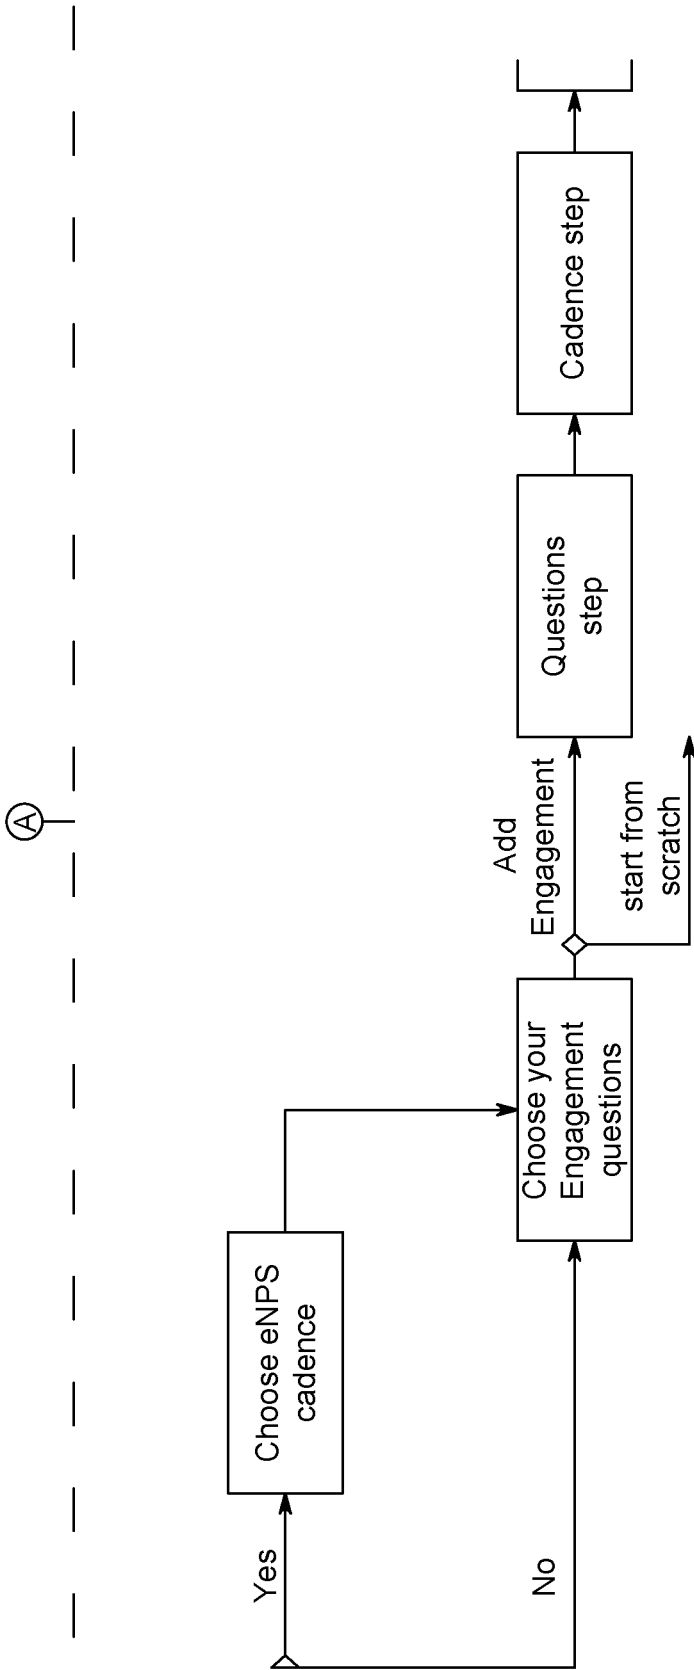 A
Yes
Choose eNPS
cadence
No
Choose your
Engagement
questions
Add
Engagement
start from
scratch
Questions
step
Cadence step